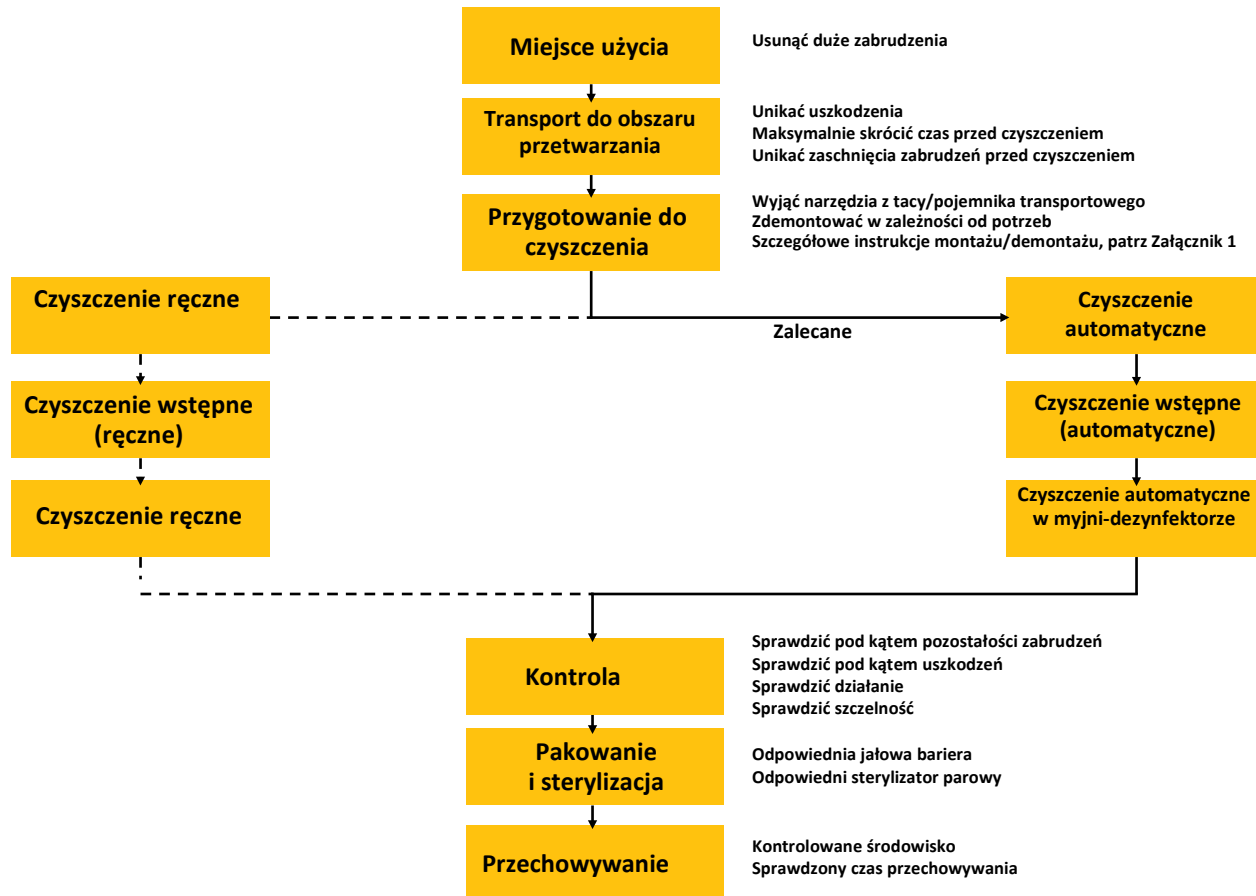 Miejsce użycia
Usunąć duże zabrudzenia
Transport do obszaru
przetwarzania
Unikać uszkodzenia
Maksymalnie skrócić czas przed czyszczeniem
Unikać zaschnięcia zabrudzeń przed czyszczeniem
Przygotowanie do
czyszczenia
Wyjąć narzędzia z tacy/pojemnika transportowego
Zdemontować w zależności od potrzeb
Szczegółowe instrukcje montażu/demontażu, patrz Załącznik 1
Czyszczenie ręczne
Zalecane
Czyszczenie
automatyczne
Czyszczenie wstępne
(ręczne)
Czyszczenie wstępne
(automatyczne)
Czyszczenie ręczne
Czyszczenie automatyczne
w myjni-dezynfektorze
Kontrola
Sprawdzić pod kątem pozostałości zabrudzeń
Sprawdzić pod kątem uszkodzeń
Sprawdzić działanie
Sprawdzić szczelność
Pakowanie
i sterylizacja
Odpowiednia jałowa bariera
Odpowiedni sterylizator parowy
Przechowywanie
Kontrolowane środowisko
Sprawdzony czas przechowywania